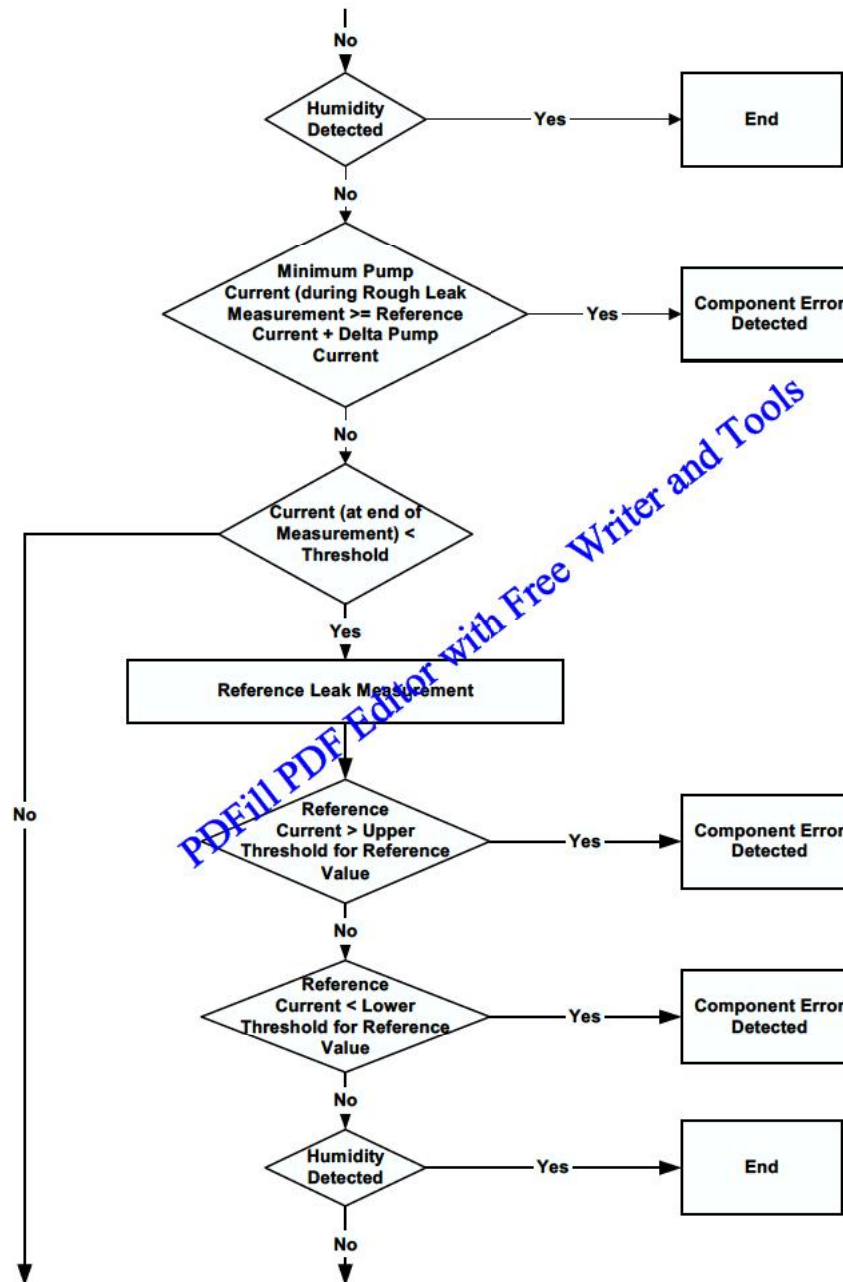 No
Humidity
Detected
Yes
End
No
Minimum Pump
Current (during Rough Leak
Measurement >= Reference
Current + Delta Pump
Current
Yes
Component Error
Detected
No
Current (at end of
Measurement) <
Threshold
Yes
Reference Leak Measurement
No
Reference
Current > Upper
Threshold for Reference
Value
Yes
Component Error
Detected
No
Reference
Current < Lower
Threshold for Reference
Value
Yes
Component Error
Detected
No
Humidity
Detected
Yes
End
No
PDFill PDF Editor with Free Writer and Tools